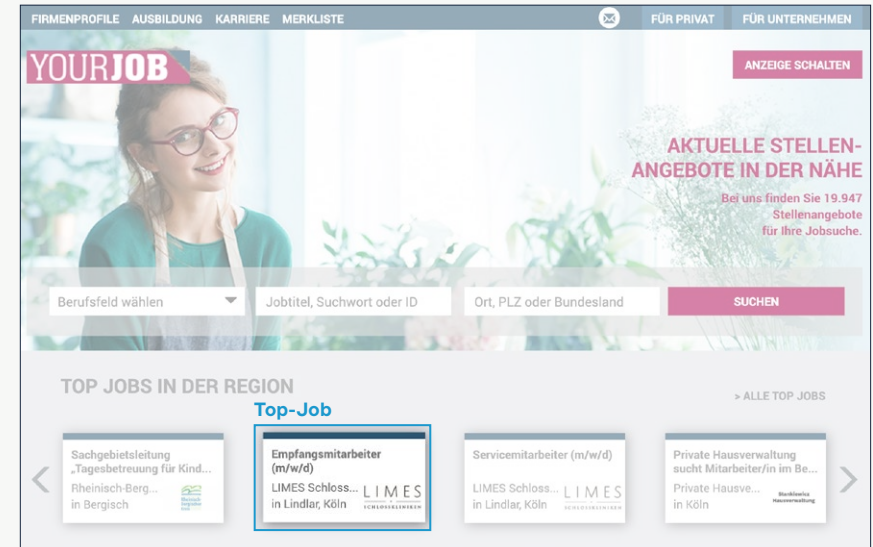 FIRMENPROFILE AUSBILDUNG KARRIERE MERKLISTE FÜR PRIVAT FÜR UNTERNEHMEN
YOURJOB
ANZEIGE SCHALTEN
AKTUELLE STELLEN-
ANGEBOTE IN DER NÄHE
Bei uns finden Sie 19.947
Stellenangebote
für Ihre Jobsuche.
Berufsfeld wählen
Jobtitel, Suchwort oder ID
Ort, PLZ oder Bundesland
SUCHEN
TOP JOBS IN DER REGION
> ALLE TOP JOBS
Top-Job
Sachgebietsleitung
„Tagesbetreuung für Kind...
Rheinisch-Berg...
in Bergisch
Empfangsmitarbeiter
(m/w/d)
LIMES Schloss...
in Lindlar, Köln
LIMES
SCHLOSSKLINIKEN
Servicemitarbeiter (m/w/d)
LIMES Schloss...
in Lindlar, Köln
LIMES
SCHLOSSKLINIKEN
Private Hausverwaltung
sucht Mitarbeiter/in im Be...
Private Hausve...
in Köln
Stankiewicz
Hausverwaltung